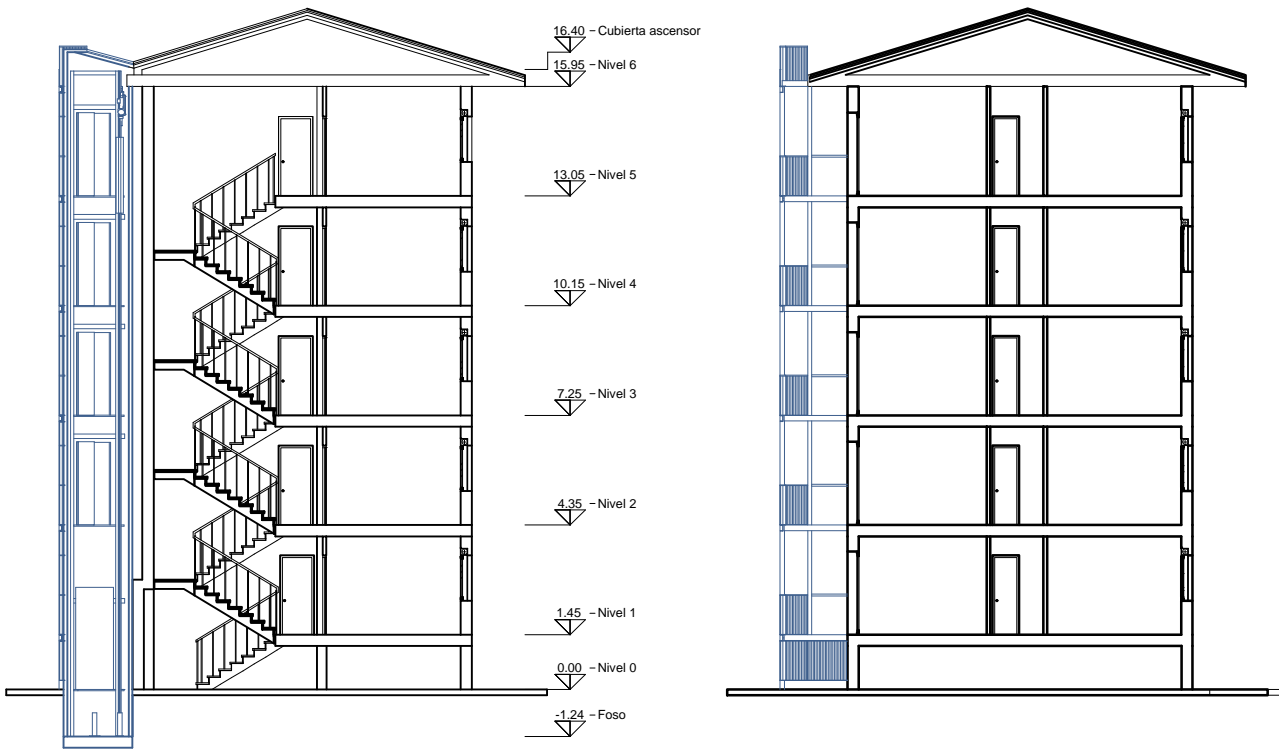 16.40 – Cubierta ascensor
15.95 – Nivel 6
13.05 – Nivel 5
10.15 – Nivel 4
7.25 – Nivel 3
4.35 – Nivel 2
1.45 – Nivel 1
0.00 – Nivel 0
-1.24 – Foso